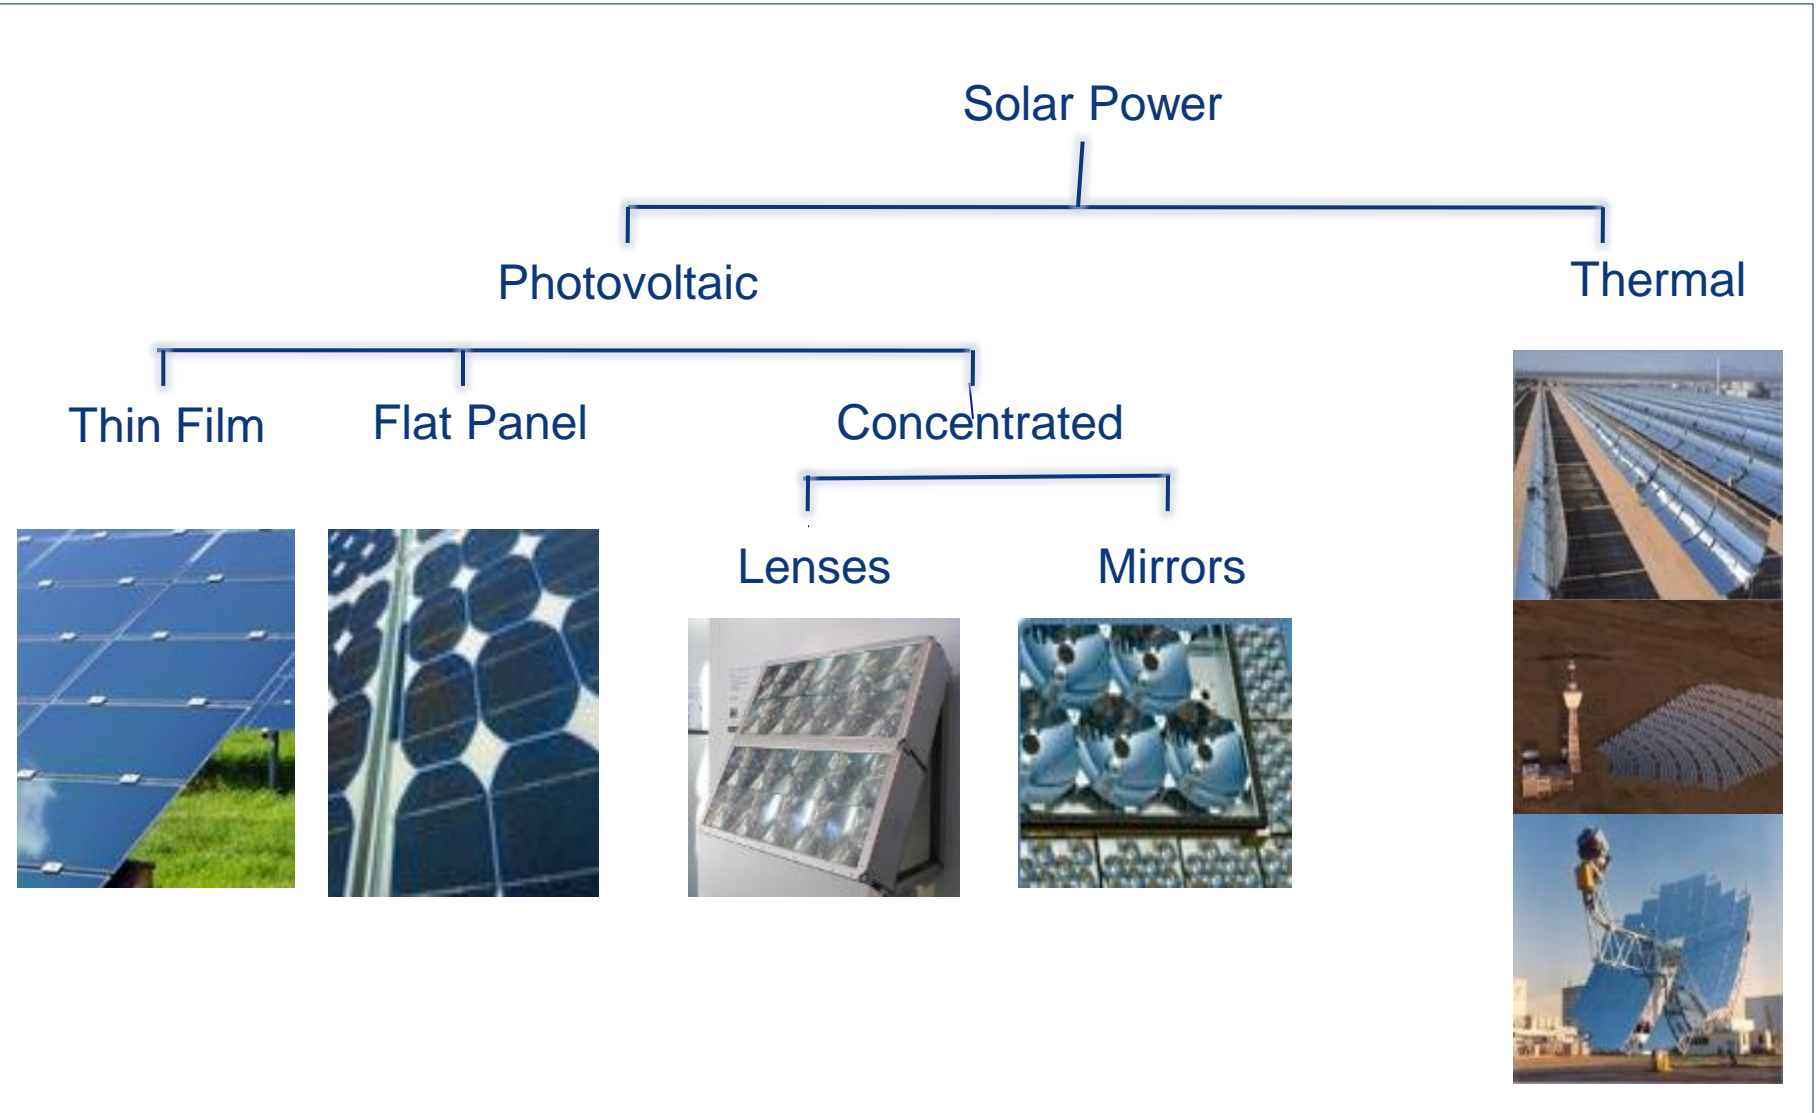 Solar Power
Photovoltaic
Thermal
Thin Film
Flat Panel
Concentrated
Lenses
Mirrors